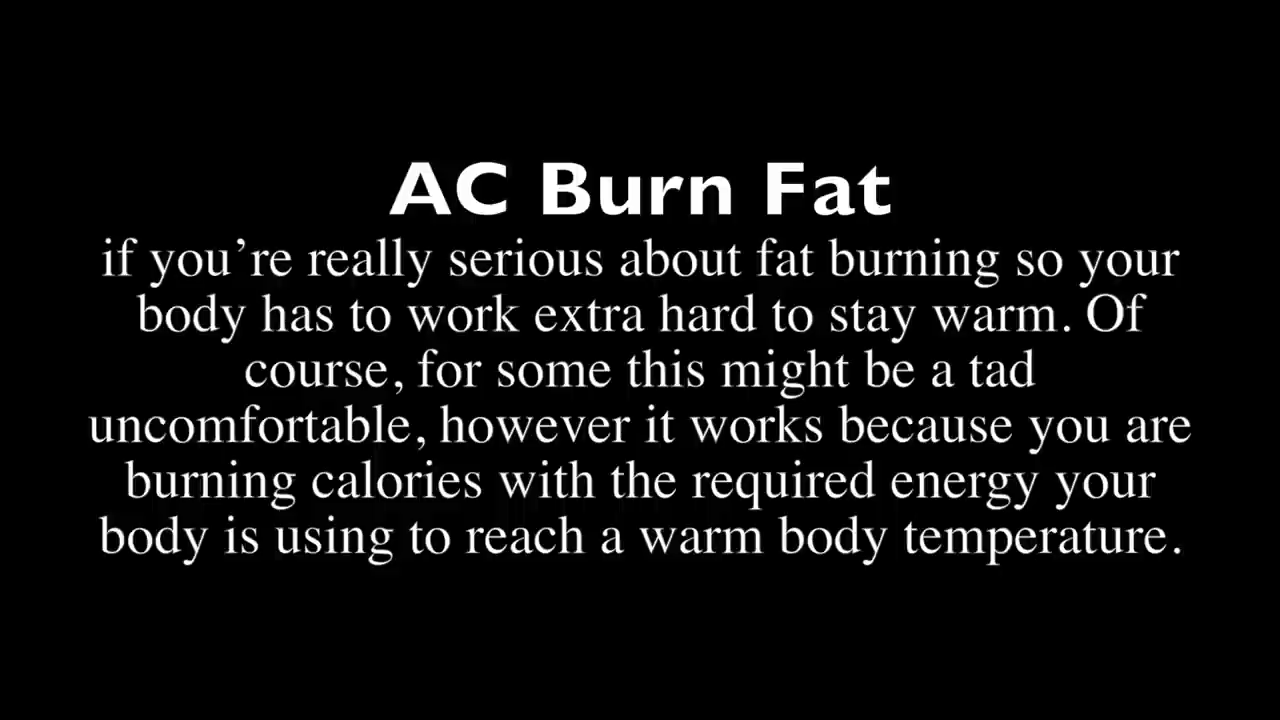 AC Burn Fat
if you’re really serious about fat burning so your
body has to work extra hard to stay warm. Of
course, for some this might be a tad
uncomfortable, however it works because you are
burning calories with the required energy your
body is using to reach a warm body temperature.